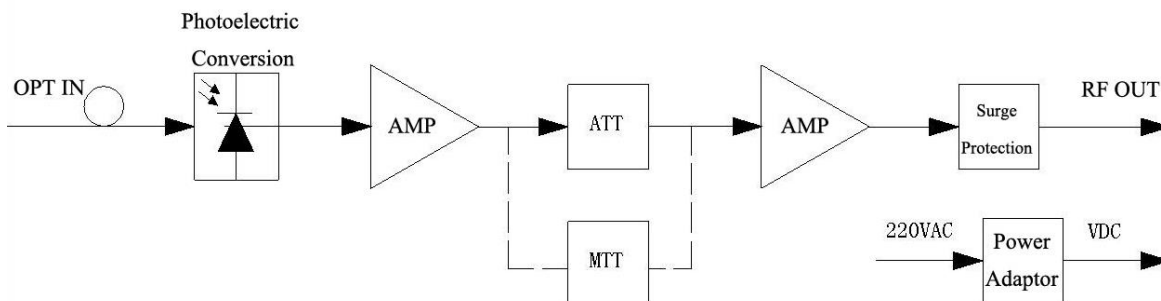 Photoelectric
Conversion
OPT IN
AMP
ATT
AMP
Surge
Protection
RF OUT
MTT
220VAC
Power
Adaptor
VDC